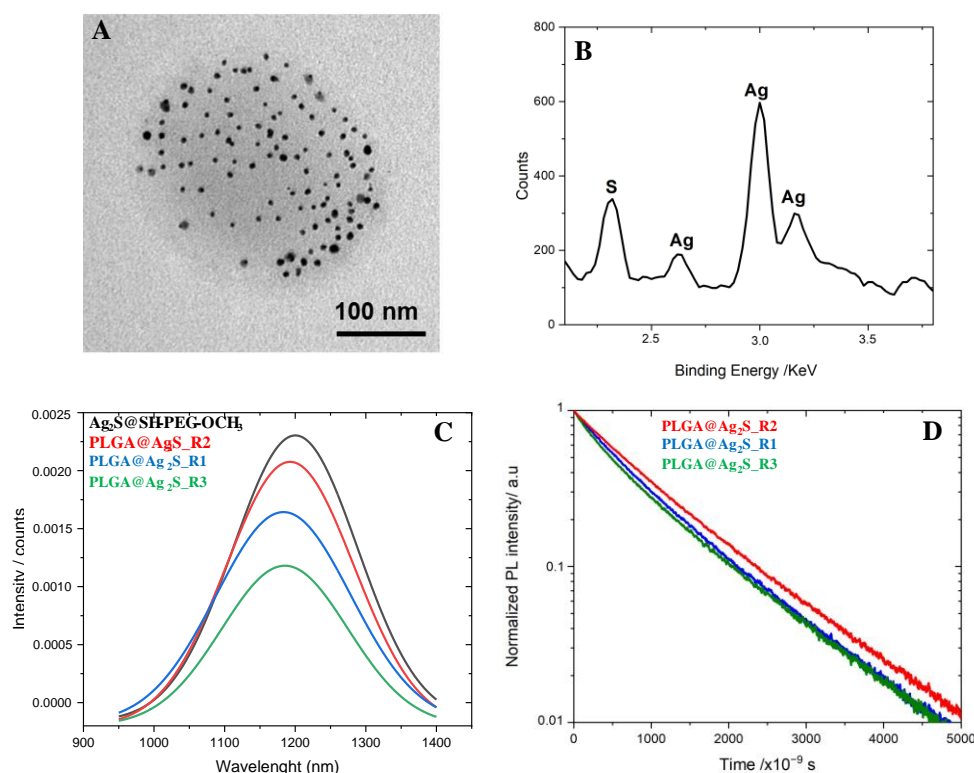 A
100 nm
B
800
600
400
200
0
Counts
S
Ag
Ag
Ag
2.5
3.0
3.5
Binding Energy /KeV
C
Ag₂S@SH-PEG-OCH₃
PLGA@AgS_R2
PLGA@Ag₂S_R1
PLGA@Ag₂S_R3
0.0025
0.0020
0.0015
0.0010
0.0005
0.0000
Intensity / counts
900
1000
1100
1200
1300
1400
Wavelenght (nm)
D
PLGA@Ag₂S_R2
PLGA@Ag₂S_R1
PLGA@Ag₂S_R3
1
0.1
0.01
Normalized PL intensity/ a.u
0
1000
2000
3000
4000
5000
Time /x10⁻⁹ s